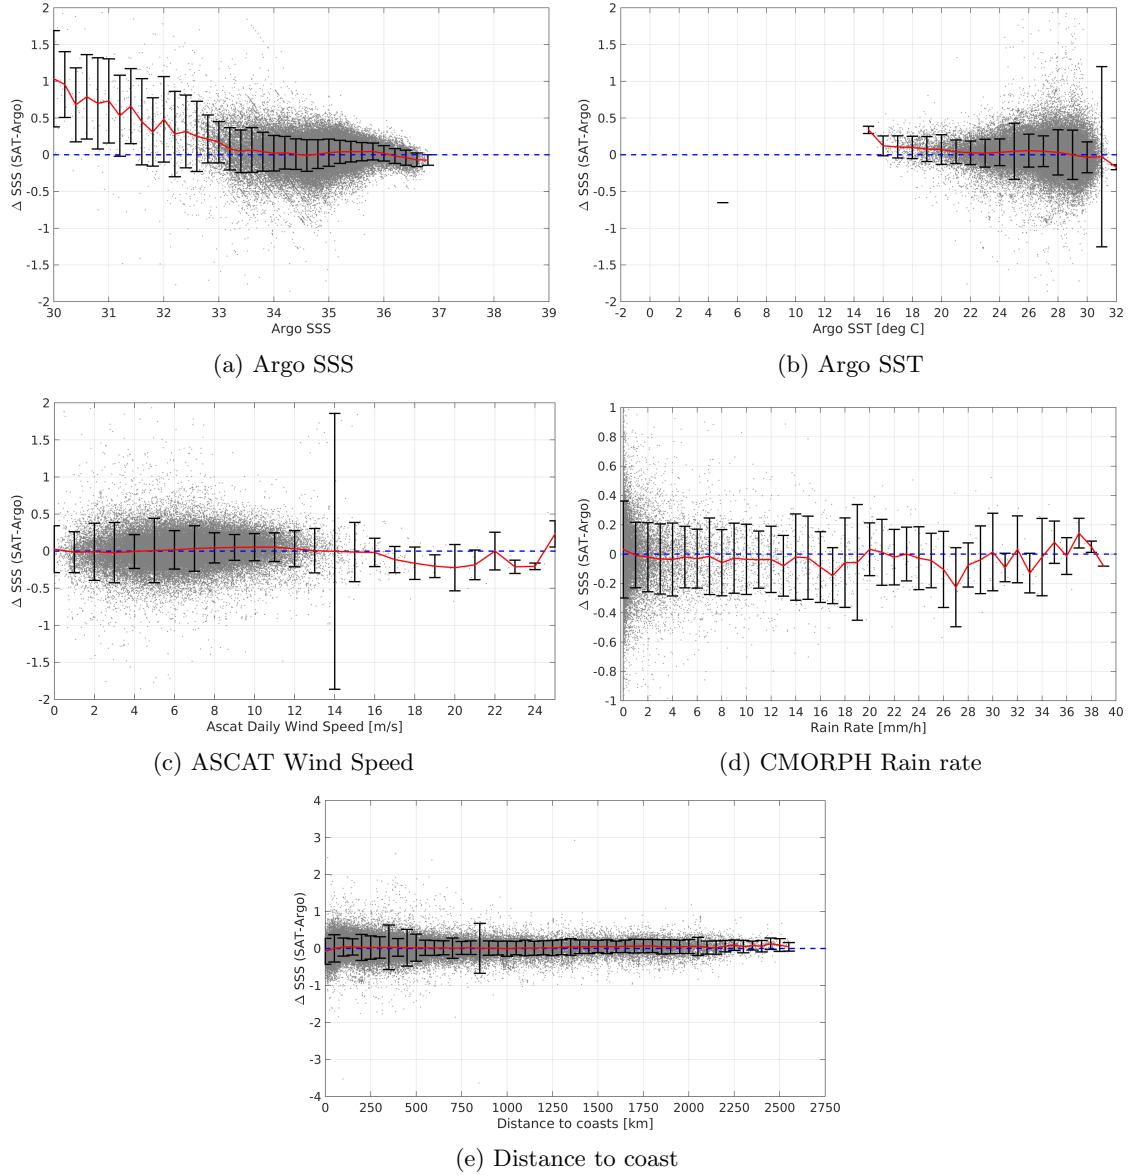 2
1.5
1
0.5
0
-0.5
-1
-1.5
-2
Δ SSS (SAT-Argo)
30 31 32 33 34 35 36 37 38 39
Argo SSS
(a) Argo SSS
2
1.5
1
0.5
0
-0.5
-1
-1.5
-2
Δ SSS (SAT-Argo)
-2 0 2 4 6 8 10 12 14 16 18 20 22 24 26 28 30 32
Argo SST [deg C]
(b) Argo SST
2
1.5
1
0.5
0
-0.5
-1
-1.5
-2
Δ SSS (SAT-Argo)
0 2 4 6 8 10 12 14 16 18 20 22 24
Ascat Daily Wind Speed [m/s]
(c) ASCAT Wind Speed
1
0.8
0.6
0.4
0.2
0
-0.2
-0.4
-0.6
-0.8
-1
Δ SSS (SAT-Argo)
0 2 4 6 8 10 12 14 16 18 20 22 24 26 28 30 32 34 36 38 40
Rain Rate [mm/h]
(d) CMORPH Rain rate
4
3
2
1
0
-1
-2
-3
-4
Δ SSS (SAT-Argo)
0 250 500 750 1000 1250 1500 1750 2000 2250 2500 2750
Distance to coasts [km]
(e) Distance to coast